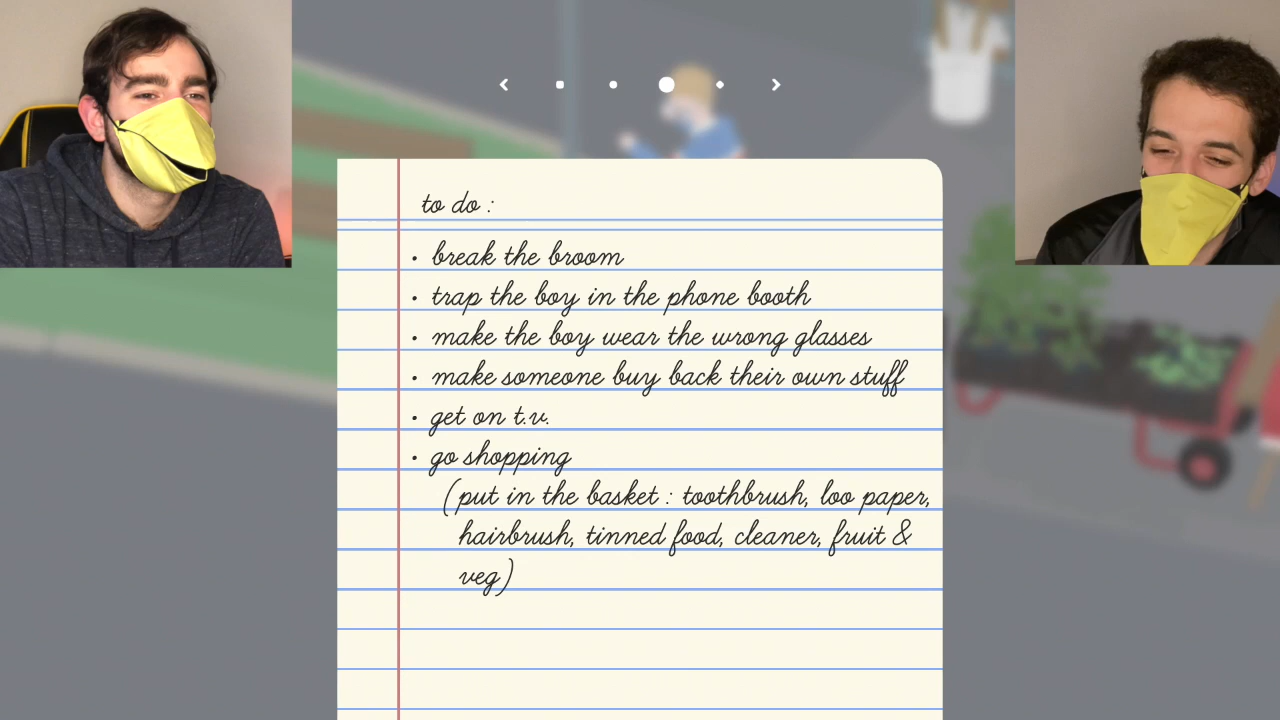 to do :
• break the broom
• trap the boy in the phone booth
• make the boy wear the wrong glasses
• make someone buy back their own stuff
• get on t.v.
• go shopping
(put in the basket : toothbrush, loo paper,
hairbrush, tinned food, cleaner, fruit &
veg)